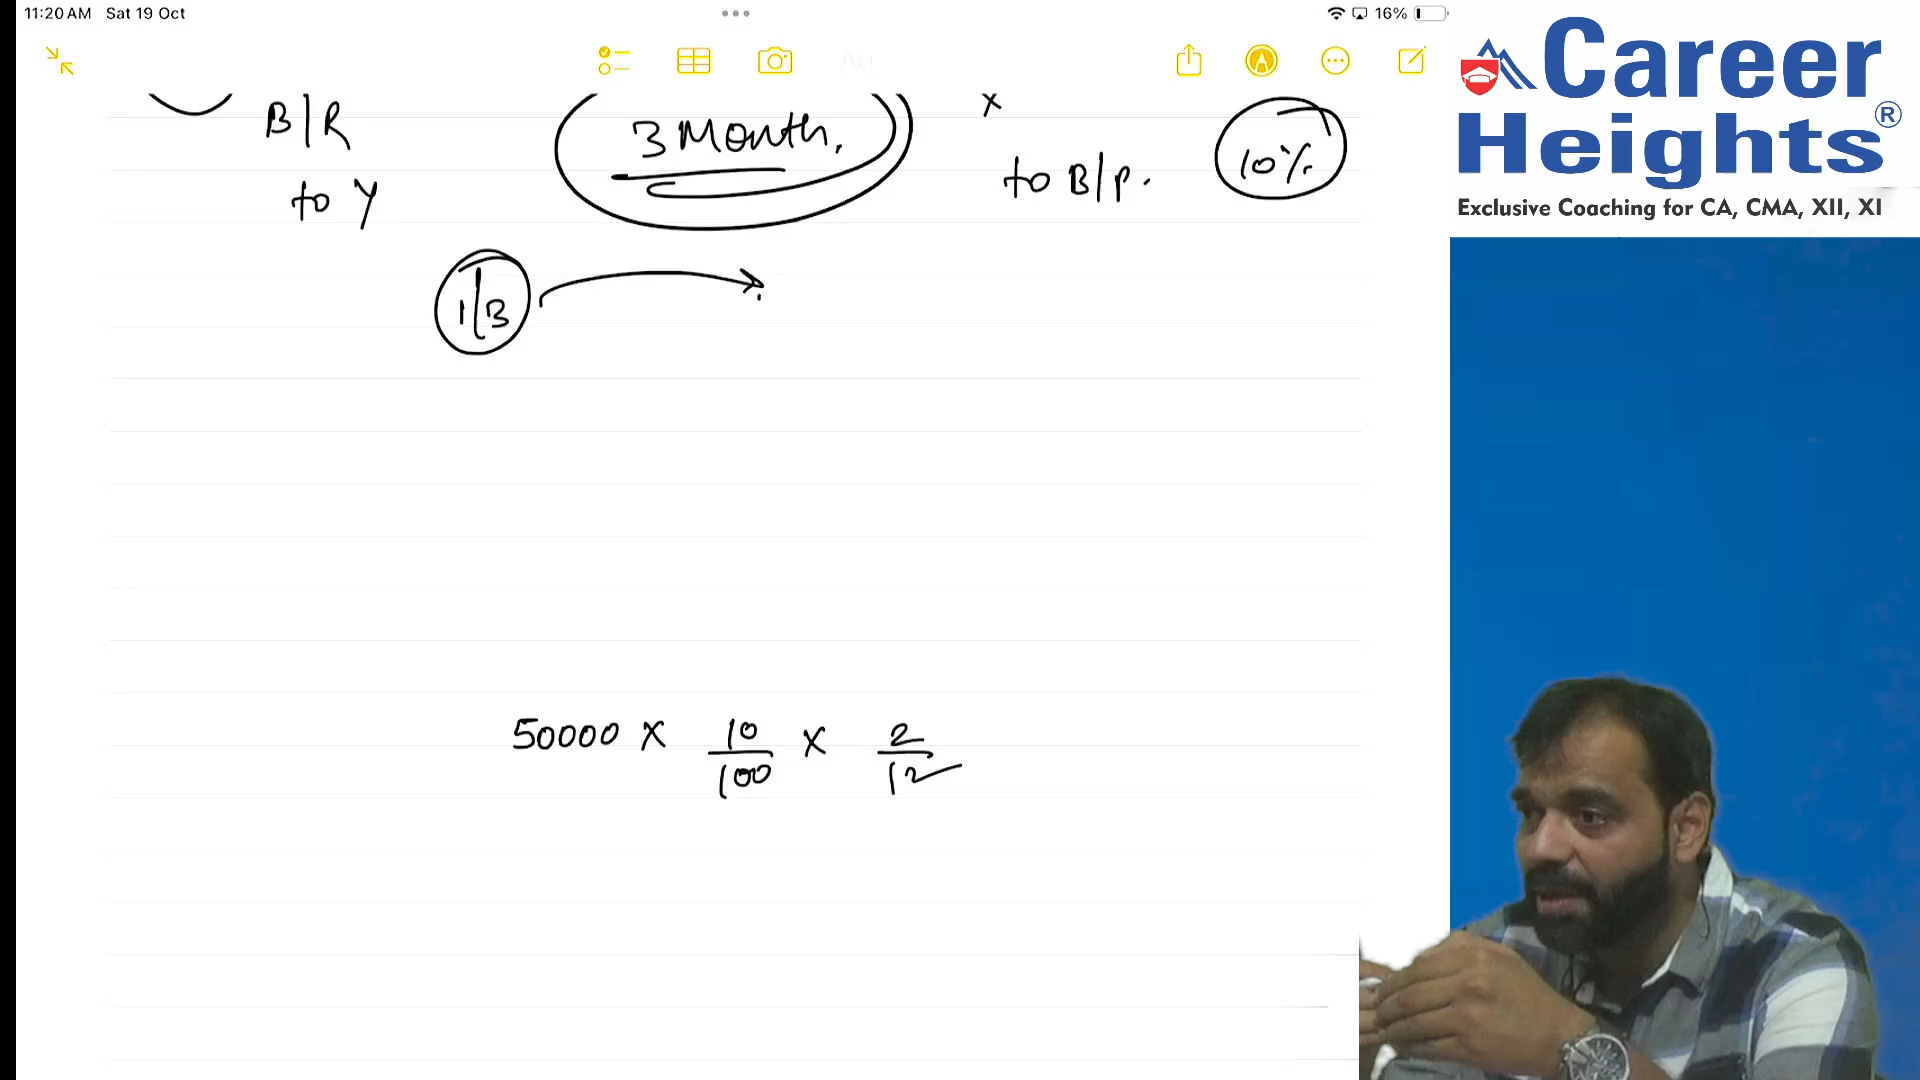 11:20 AM Sat 19 Oct
16%
Career
Heights®
Exclusive Coaching for CA, CMA, XII, XI
B/R
to Y
3 Month.
x
to B/P.
10%
1/3
50000 x 10/100 x 2/12